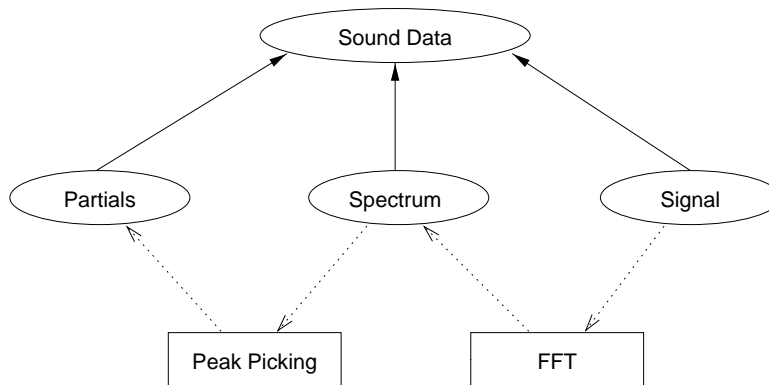 Sound Data
Partials
Spectrum
Signal
Peak Picking
FFT